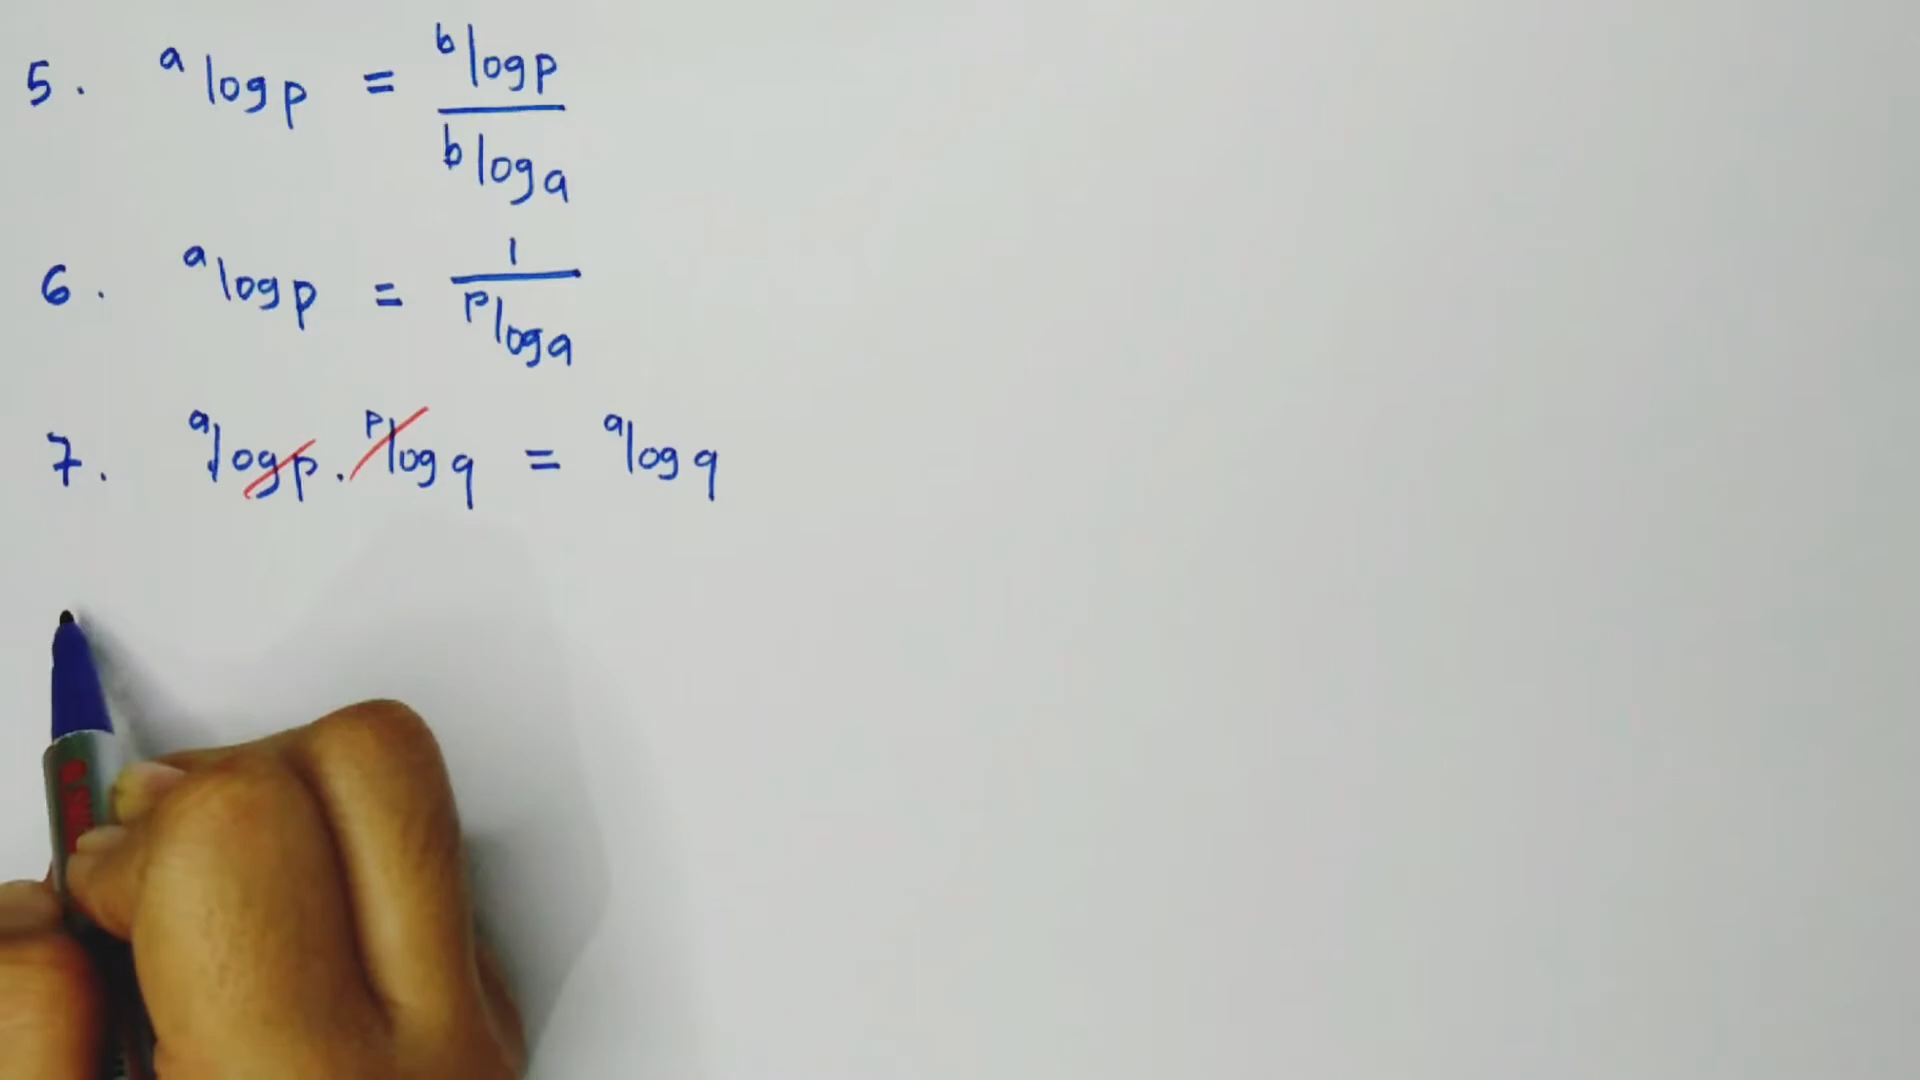 5. ᵃlog p = ᵇlog p / ᵇlog a
6. ᵃlog p = 1 / ᵖlog a
7. ᵃlog p . ᵖlog q = ᵃlog q